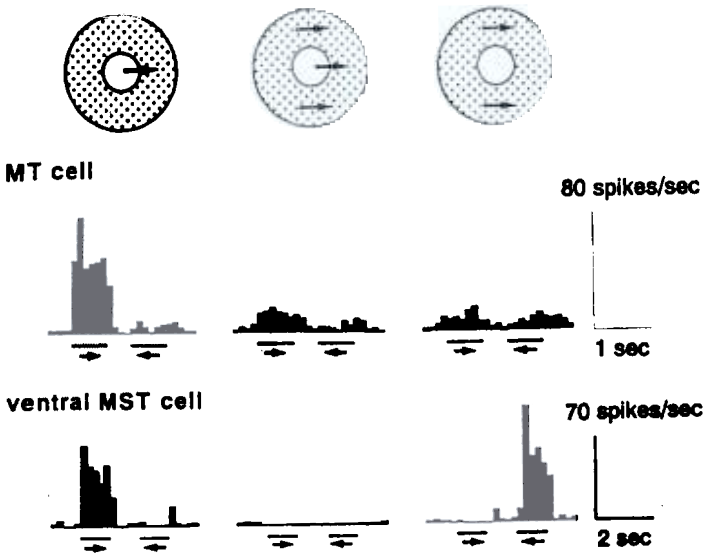 MT cell
80 spikes/sec
1 sec
ventral MST cell
70 spikes/sec
2 sec